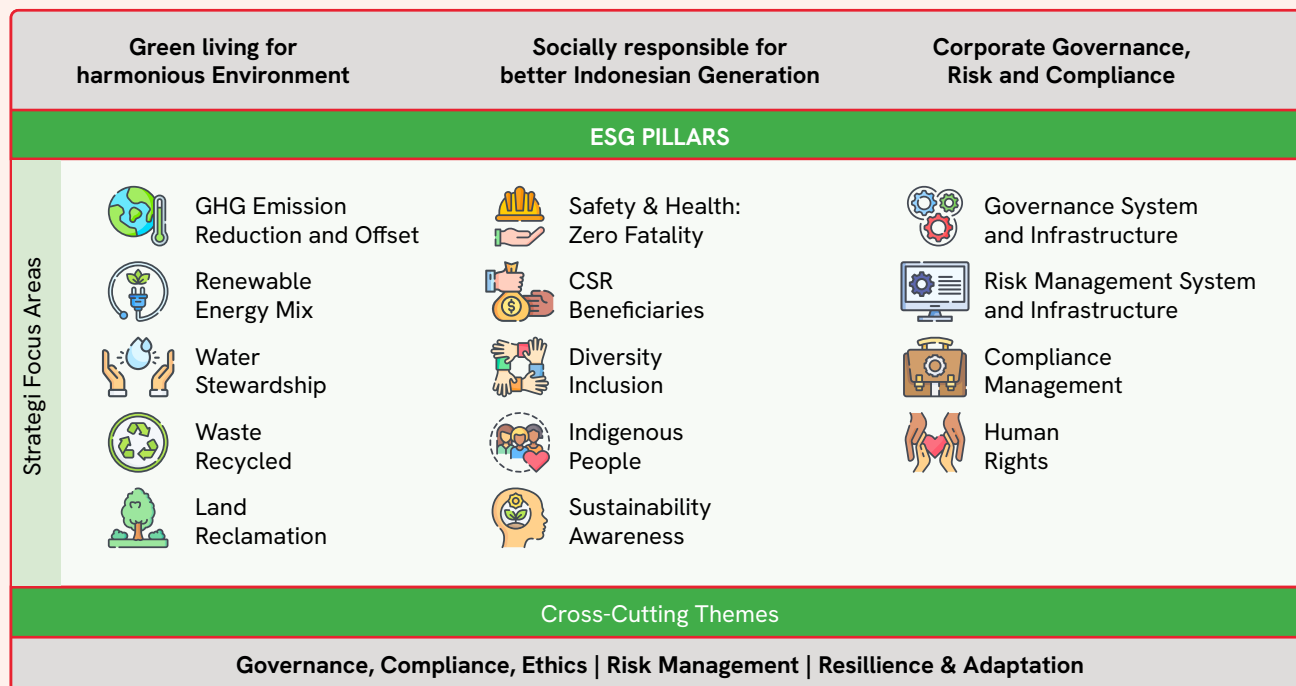 Green living for
harmonious Environment
Socially responsible for
better Indonesian Generation
Corporate Governance,
Risk and Compliance
ESG PILLARS
Strategi Focus Areas
GHG Emission
Reduction and Offset
Renewable
Energy Mix
Water
Stewardship
Waste
Recycled
Land
Reclamation
Safety & Health:
Zero Fatality
CSR
Beneficiaries
Diversity
Inclusion
Indigenous
People
Sustainability
Awareness
Governance System
and Infrastructure
Risk Management System
and Infrastructure
Compliance
Management
Human
Rights
Cross-Cutting Themes
Governance, Compliance, Ethics | Risk Management | Resillience & Adaptation